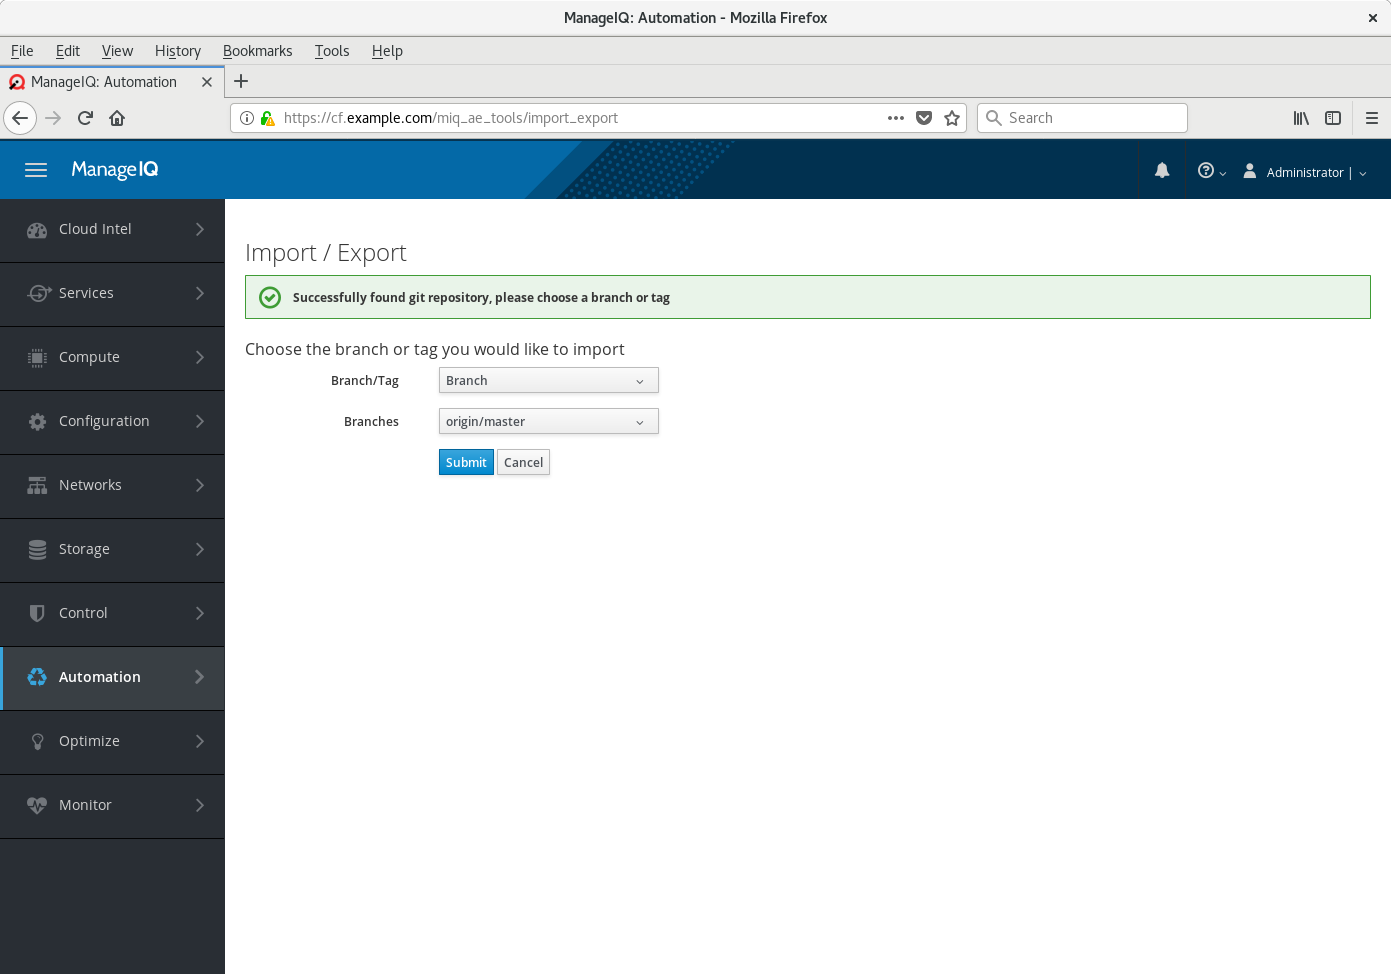 ManageIQ: Automation - Mozilla Firefox
File Edit View History Bookmarks Tools Help
ManageIQ: Automation
https://cf.example.com/miq_ae_tools/import_export
Search
ManageIQ
Administrator |
Cloud Intel
Services
Compute
Configuration
Networks
Storage
Control
Automation
Optimize
Monitor
Import / Export
Successfully found git repository, please choose a branch or tag
Choose the branch or tag you would like to import
Branch/Tag Branch
Branches origin/master
Submit Cancel